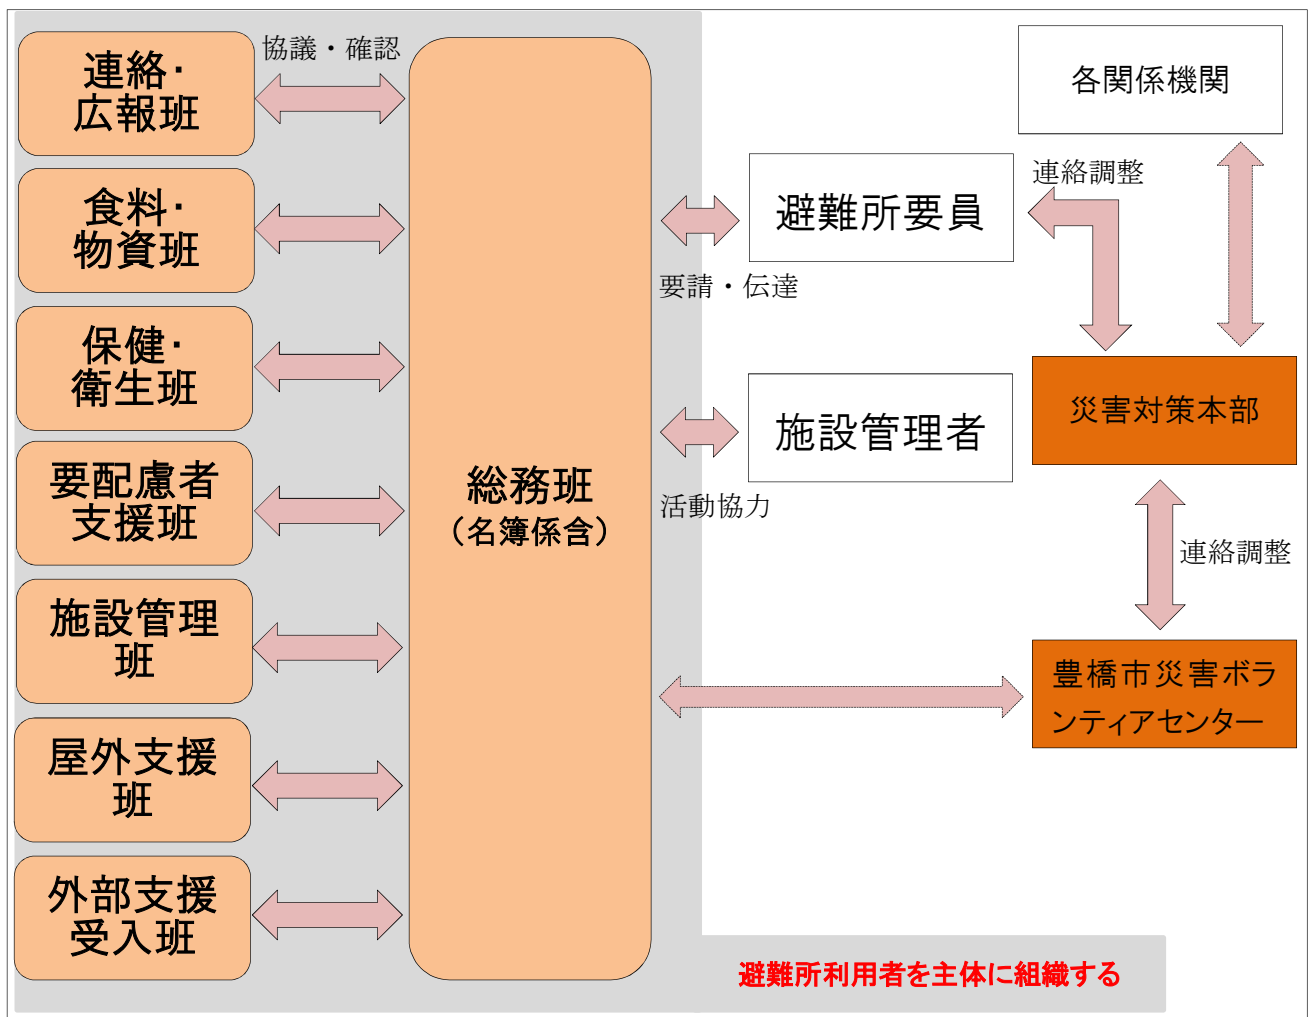 連絡・
広報班
協議・確認
食料・
物資班
保健・
衛生班
要配慮者
支援班
施設管理
班
屋外支援
班
外部支援
受入班
総務班
（名簿係含）
要請・伝達
活動協力
避難所要員
施設管理者
連絡調整
各関係機関
災害対策本部
連絡調整
豊橋市災害ボラ
ンティアセンター
避難所利用者を主体に組織する